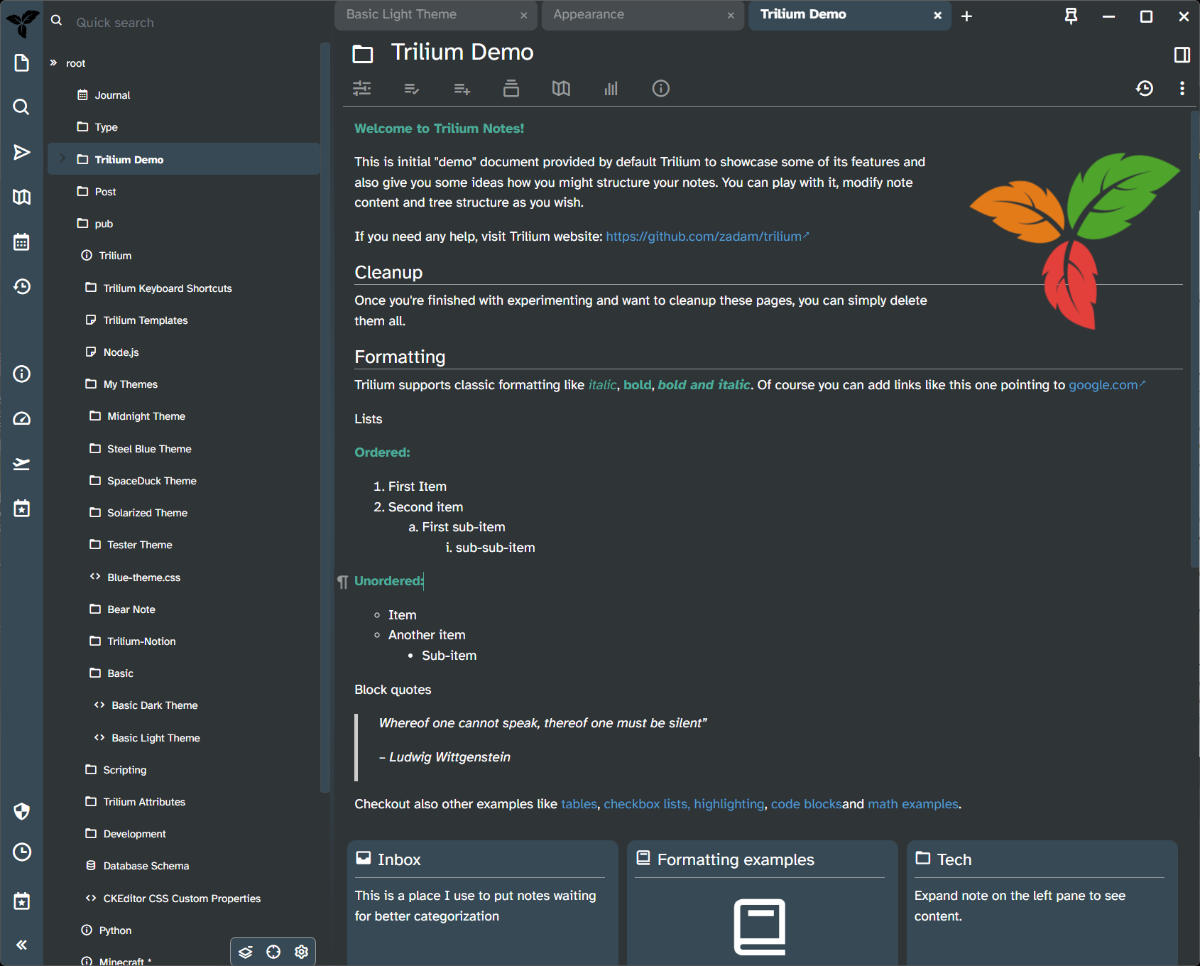 Quick search
Basic Light Theme
Appearance
Trilium Demo
root
Journal
Type
Trilium Demo
Post
pub
Trilium
Trilium Keyboard Shortcuts
Trilium Templates
Node.js
My Themes
Midnight Theme
Steel Blue Theme
SpaceDuck Theme
Solarized Theme
Tester Theme
Blue-theme.css
Bear Note
Trilium-Notion
Basic
Basic Dark Theme
Basic Light Theme
Scripting
Trilium Attributes
Development
Database Schema
CKEditor CSS Custom Properties
Python
Minecraft *
Trilium Demo
Welcome to Trilium Notes!
This is initial "demo" document provided by default Trilium to showcase some of its features and
also give you some ideas how you might structure your notes. You can play with it, modify note
content and tree structure as you wish.
If you need any help, visit Trilium website: https://github.com/zadam/trilium
Cleanup
Once you're finished with experimenting and want to cleanup these pages, you can simply delete
them all.
Formatting
Trilium supports classic formatting like italic, bold, bold and italic. Of course you can add links like this one pointing to google.com
Lists
Ordered:
1. First Item
2. Second item
a. First sub-item
i. sub-sub-item
¶ Unordered:
Item
Another item
Sub-item
Block quotes
Whereof one cannot speak, thereof one must be silent”
– Ludwig Wittgenstein
Checkout also other examples like tables, checkbox lists, highlighting, code blocksand math examples.
Inbox
This is a place I use to put notes waiting
for better categorization
Formatting examples
Tech
Expand note on the left pane to see
content.